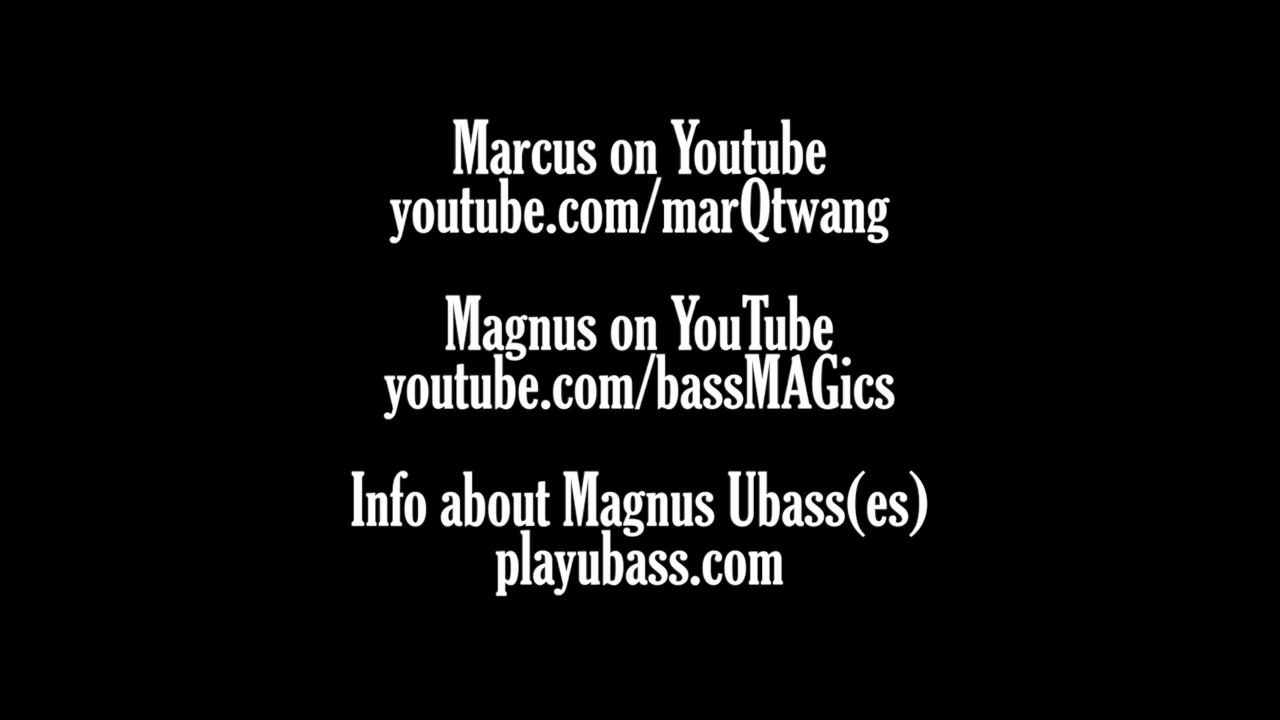 Marcus on Youtube
youtube.com/marQtwang
Magnus on YouTube
youtube.com/bassMAGics
Info about Magnus Ubass(es)
playubass.com